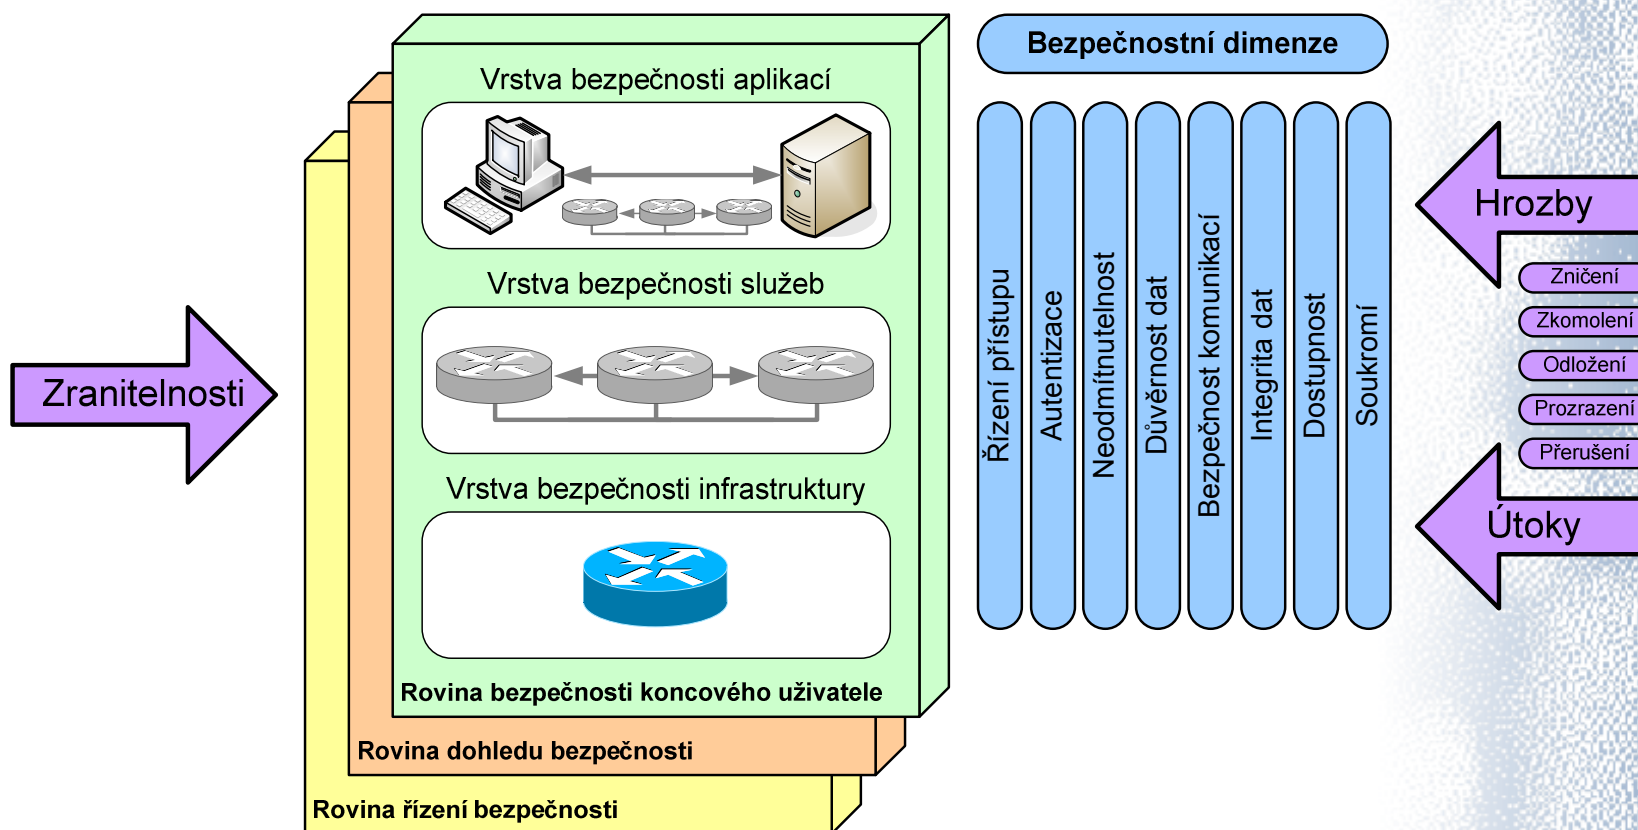 Bezpečnostní dimenze
Vrstva bezpečnosti aplikací
Vrstva bezpečnosti služeb
Vrstva bezpečnosti infrastruktury
Rovina bezpečnosti koncového uživatele
Rovina dohledu bezpečnosti
Rovina řízení bezpečnosti
Zranitelnosti
Řízení přístupu
Autentizace
Neodmítnutelnost
Důvěrnost dat
Bezpečnost komunikací
Integrita dat
Dostupnost
Soukromí
Hrozby
Zničení
Zkomolení
Odložení
Prozrazení
Přerušení
Útoky